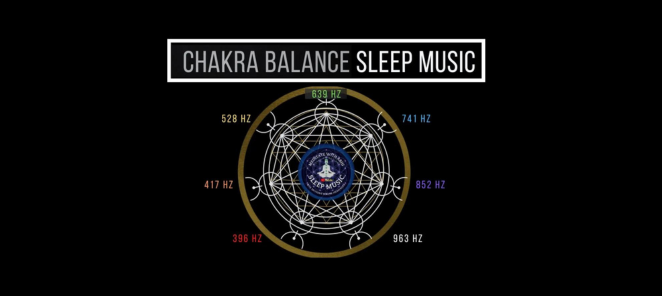 CHAKRA BALANCE SLEEP MUSIC
639 HZ
528 HZ
741 HZ
417 HZ
852 HZ
SLEEP MUSIC
396 HZ
963 HZ